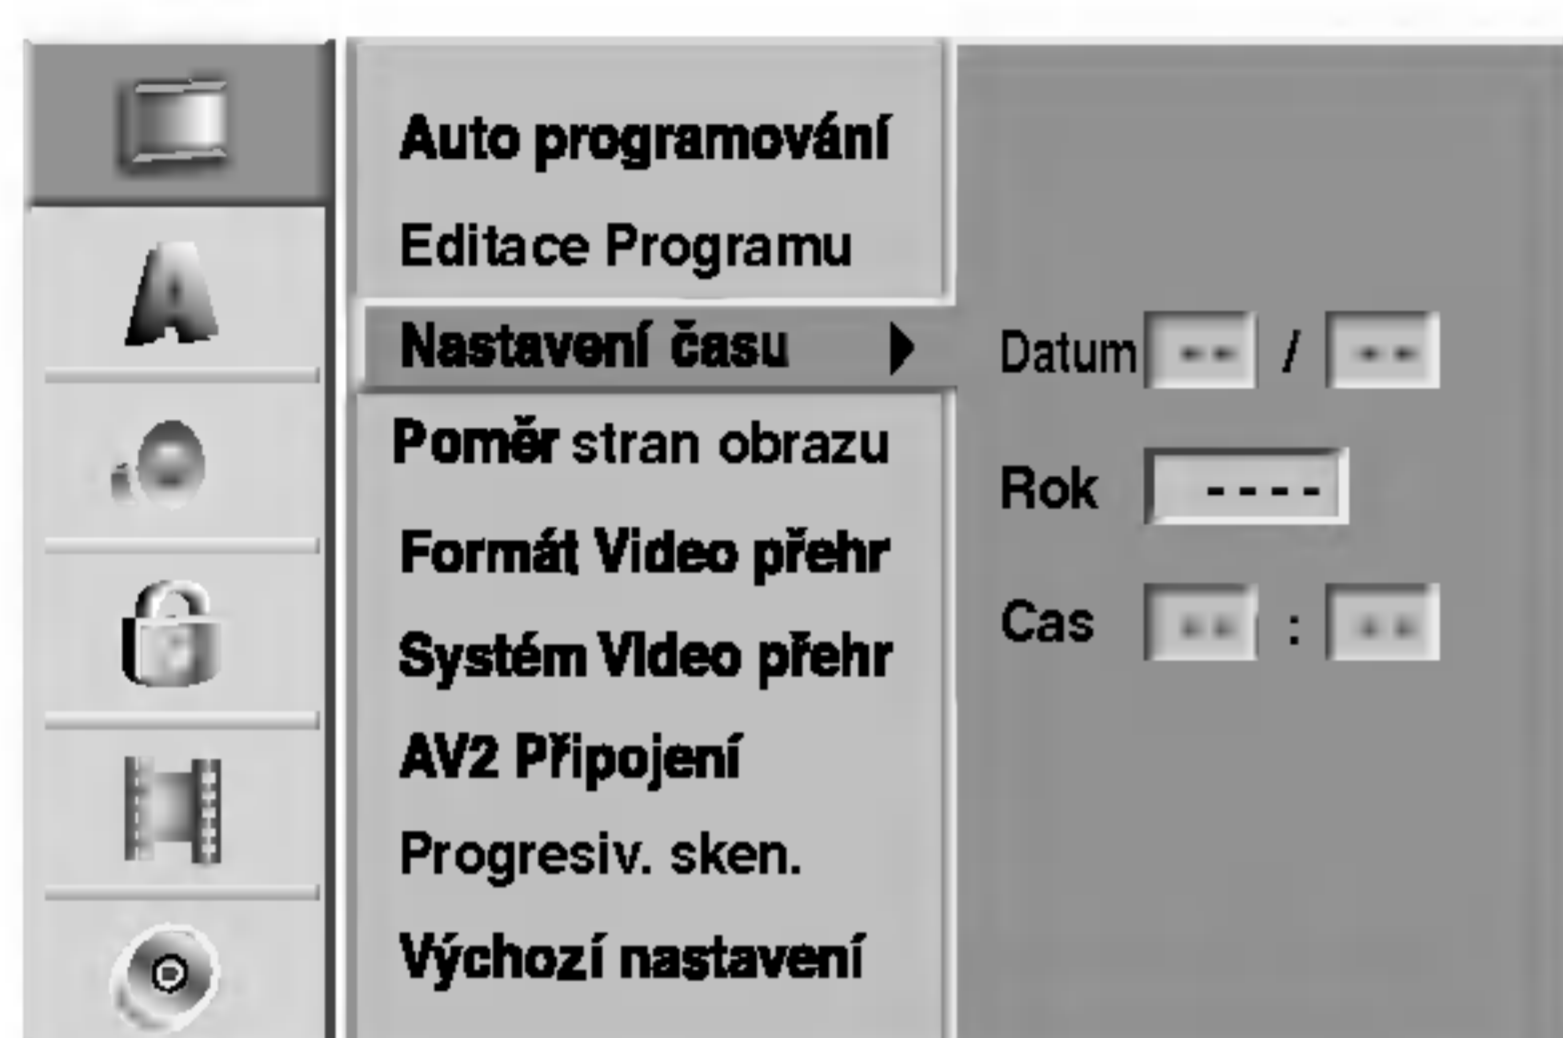 Auto programování
Editace Programu
Nastavení času
Poměr stran obrazu
Formát Video přehr
Systém Video přehr
AV2 Připojení
Progresiv. sken.
Výchozí nastavení
Datum -- / --
Rok ----
Cas -- : --